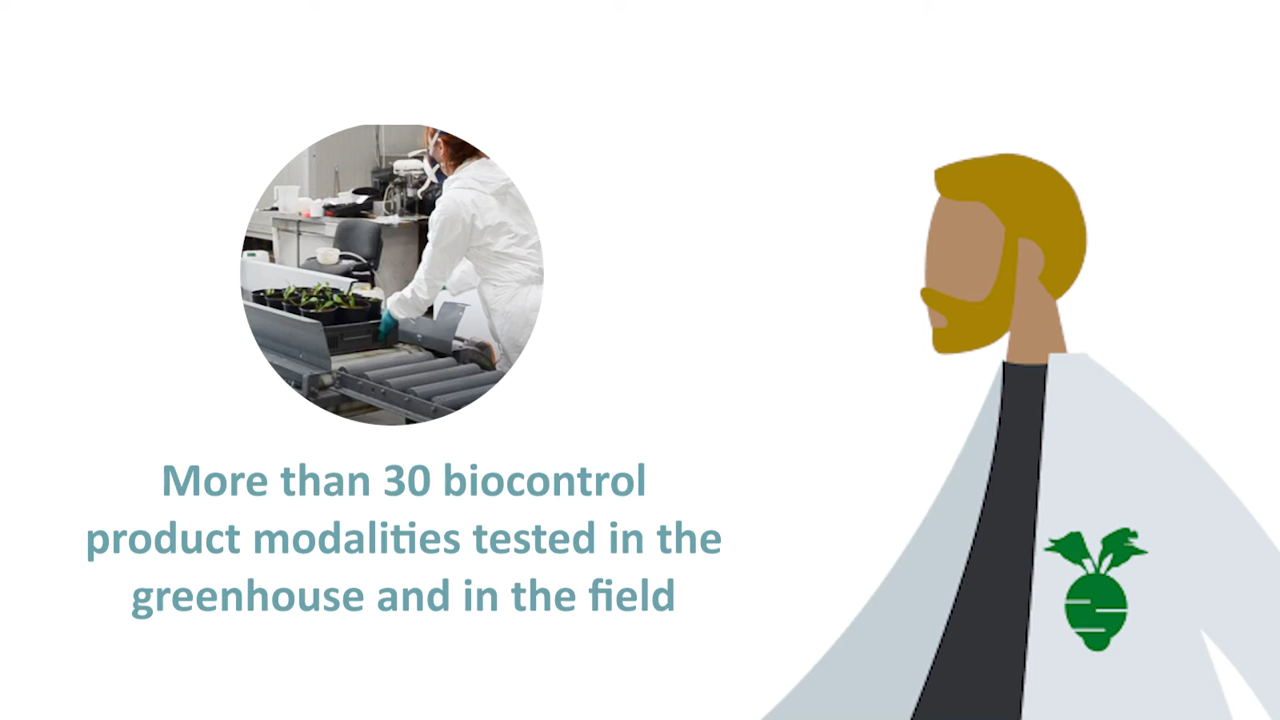 More than 30 biocontrol
product modalities tested in the
greenhouse and in the field